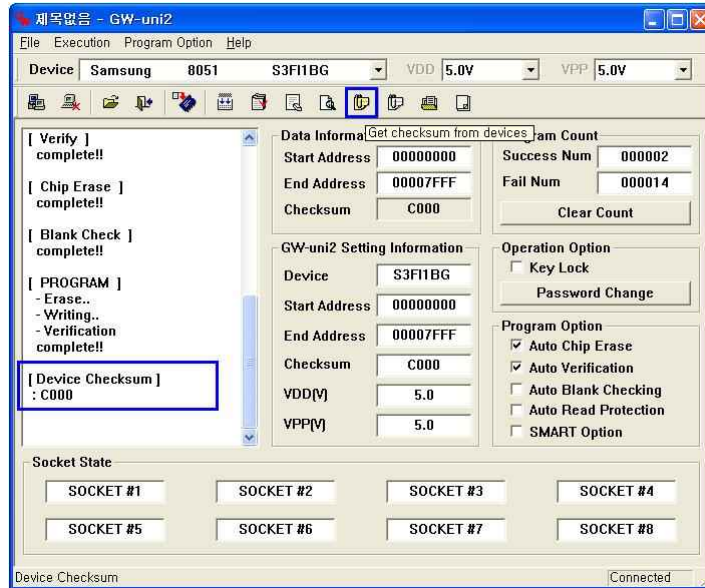 제목없음 - GW-uni2
File Execution Program Option Help
Device Samsung 8051 S3FI1BG VDD 5.0V VPP 5.0V
Get checksum from devices
[ Verify ]
complete!!
[ Chip Erase ]
complete!!
[ Blank Check ]
complete!!
[ PROGRAM ]
- Erase..
- Writing..
- Verification
complete!!
[ Device Checksum ]
: C000
Data Informa
Start Address 00000000
End Address 00007FFF
Checksum C000
GW-uni2 Setting Information
Device S3FI1BG
Start Address 00000000
End Address 00007FFF
Checksum C000
VDD(V) 5.0
VPP(V) 5.0
gram Count
Success Num 000002
Fail Num 000014
Clear Count
Operation Option
Key Lock
Password Change
Program Option
Auto Chip Erase
Auto Verification
Auto Blank Checking
Auto Read Protection
SMART Option
Socket State
SOCKET #1 SOCKET #2 SOCKET #3 SOCKET #4
SOCKET #5 SOCKET #6 SOCKET #7 SOCKET #8
Device Checksum Connected